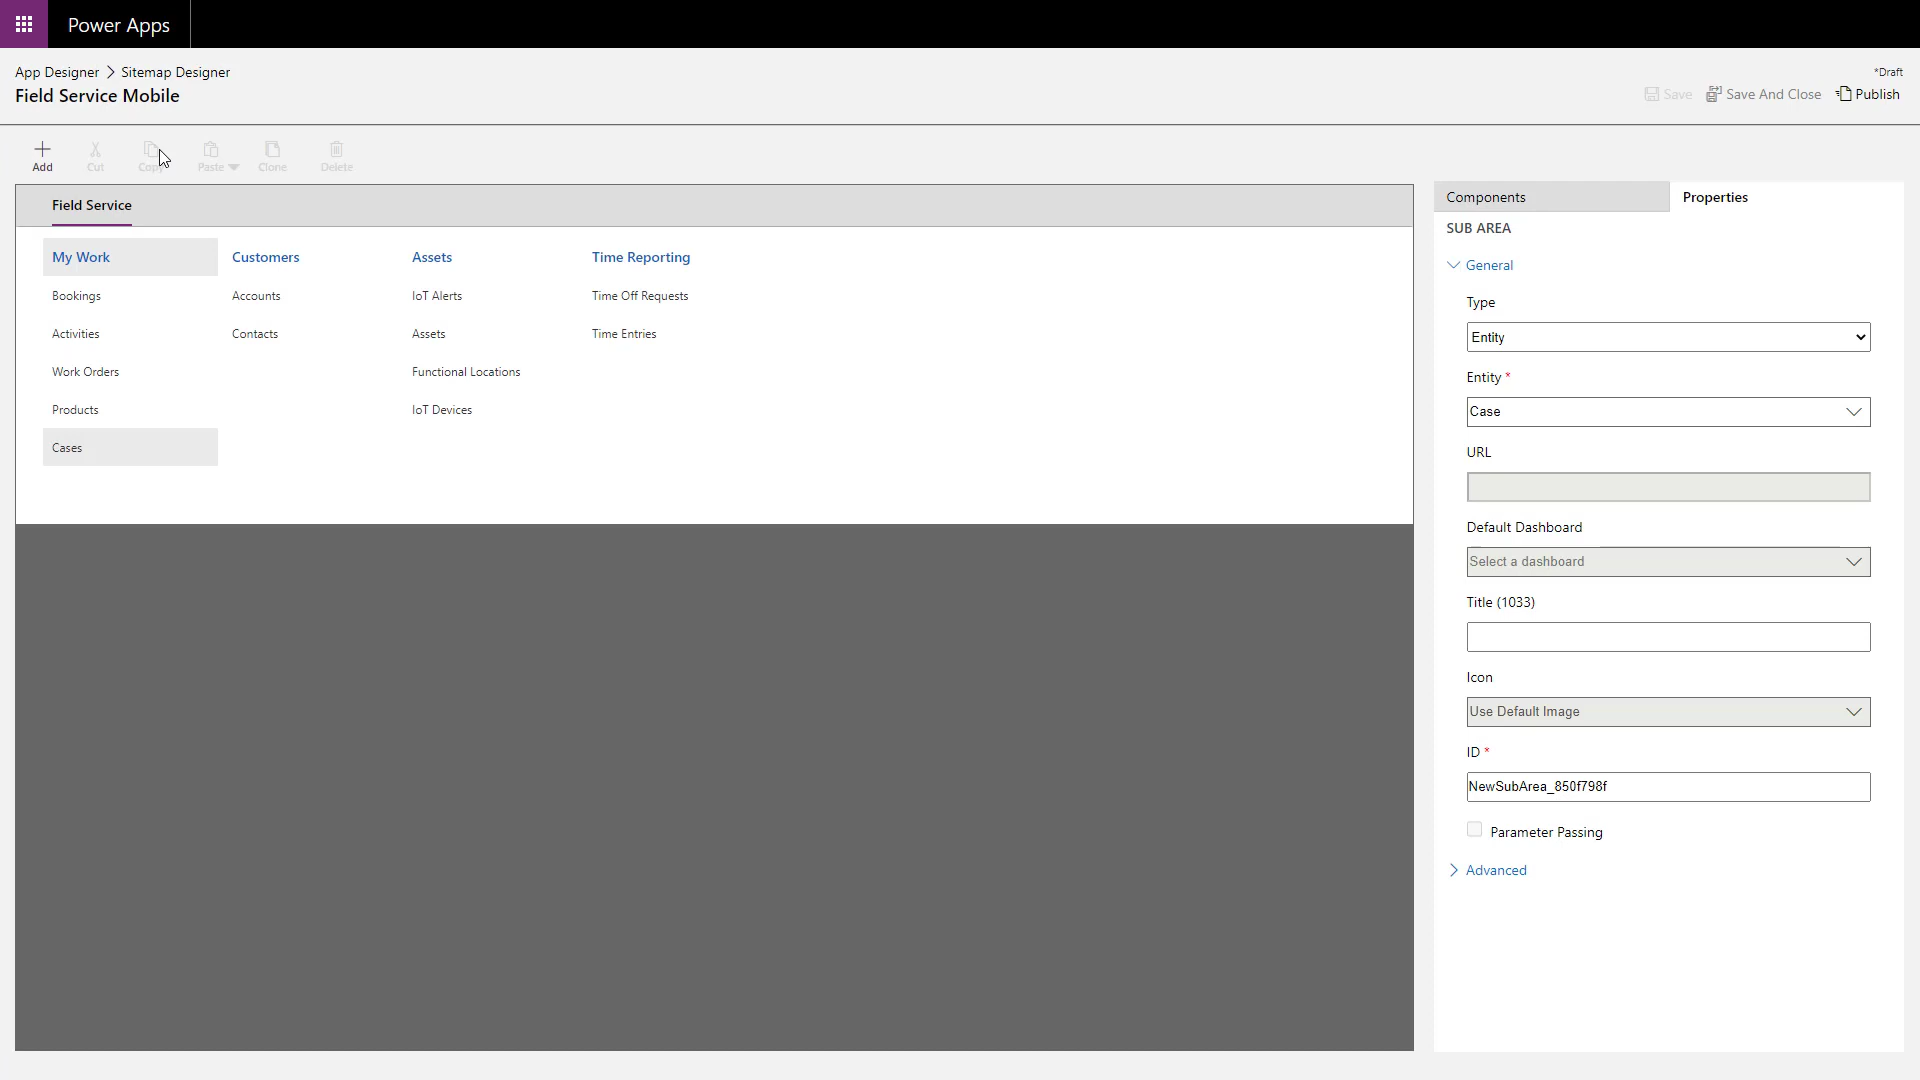 Power Apps
App Designer > Sitemap Designer
Field Service Mobile
*Draft
Save Save And Close Publish
Add Cut Copy Paste Clone Delete
Field Service
My Work Customers Assets Time Reporting
Bookings Accounts IoT Alerts Time Off Requests
Activities Contacts Assets Time Entries
Work Orders Functional Locations
Products IoT Devices
Cases
Components Properties
SUB AREA
General
Type
Entity
Entity *
Case
URL
Default Dashboard
Select a dashboard
Title (1033)
Icon
Use Default Image
ID *
NewSubArea_850f798f
Parameter Passing
Advanced